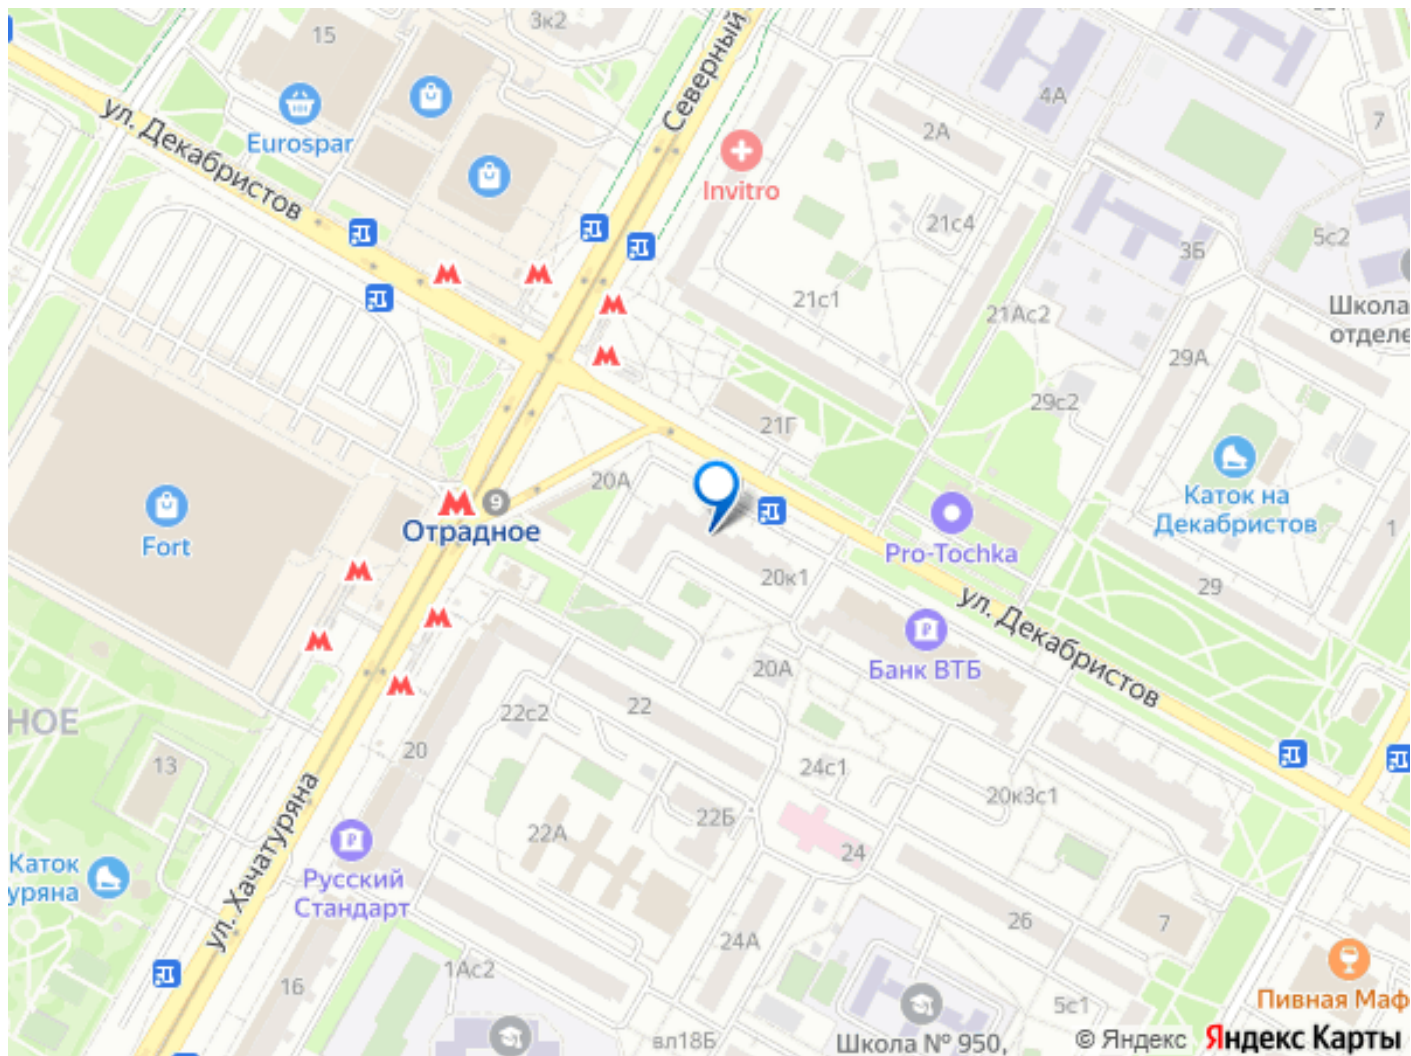 15
3к2
Северный
4А
7
ул. Декабристов
Eurospar
2А
Invitro
21с4
3Б
5с2
21с1
21Ас2
Школа
отделе
29А
29с2
21Г
20А
9
Отрадное
Fort
Каток на
Декабристов
1
Pro-Tochka
20к1
29
ул. Декабристов
Банк ВТБ
20А
НОЕ
22с2
22
13
20
24с1
20к3с1
22Б
22А
24
ул. Хачатуряна
Каток
уряна
Русский
Стандарт
26
7
24А
1Ас2
16
5с1
Пивная Маф
вл18Б
Школа № 950,
© Яндекс Яндекс Карты